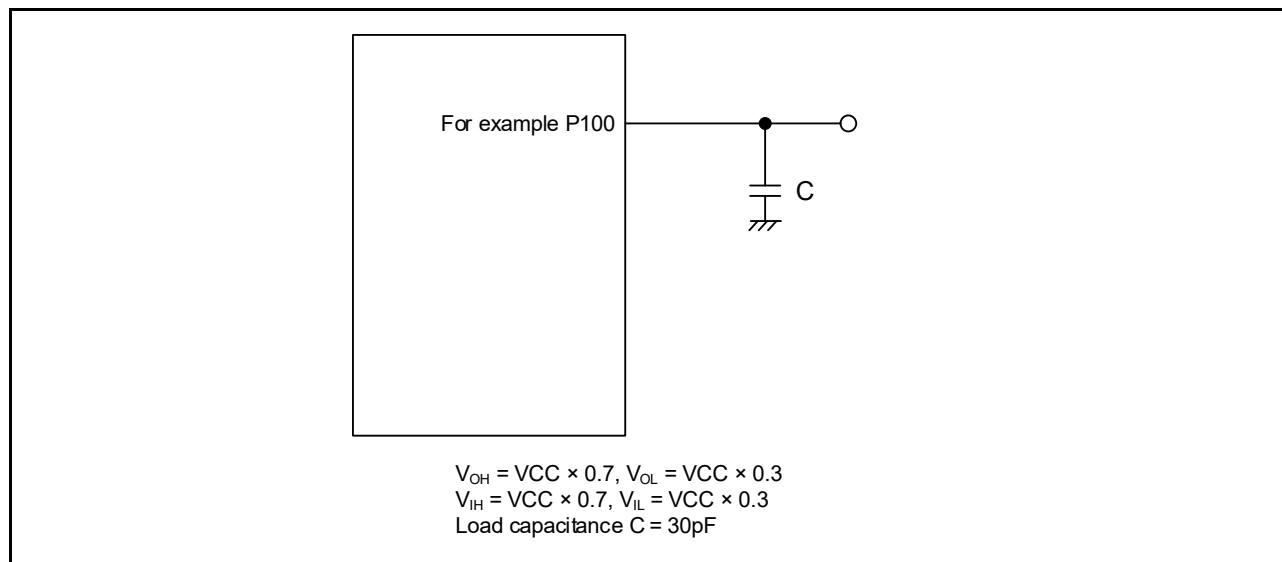 For example P100
C
V_OH = VCC × 0.7, V_OL = VCC × 0.3
V_IH = VCC × 0.7, V_IL = VCC × 0.3
Load capacitance C = 30pF